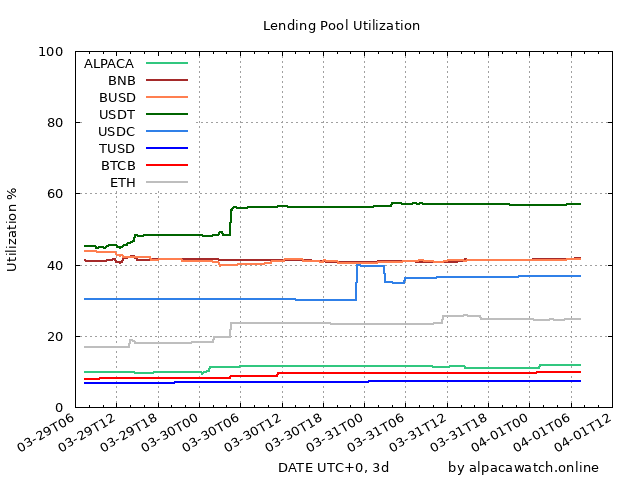 Lending Pool Utilization
100
80
60
40
20
0
Utilization %
ALPACA
BNB
BUSD
USDT
USDC
TUSD
BTCB
ETH
03-29T06
03-29T12
03-29T18
03-30T00
03-30T06
03-30T12
03-30T18
03-31T00
03-31T06
03-31T12
03-31T18
04-01T00
04-01T06
04-01T12
DATE UTC+0, 3d
by alpacawatch.online